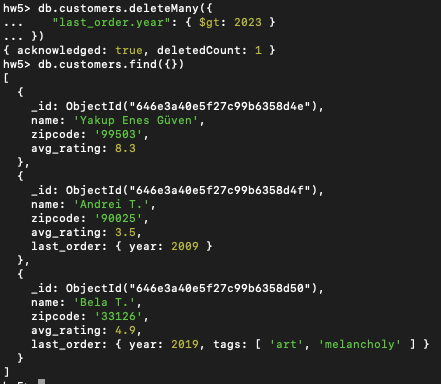 hw5> db.customers.deleteMany({
...     "last_order.year": { $gt: 2023 }
... })
{ acknowledged: true, deletedCount: 1 }
hw5> db.customers.find({})
[
  {
    _id: ObjectId("646e3a40e5f27c99b6358d4e"),
    name: 'Yakup Enes Güven',
    zipcode: '99503',
    avg_rating: 8.3
  },
  {
    _id: ObjectId("646e3a40e5f27c99b6358d4f"),
    name: 'Andrei T.',
    zipcode: '90025',
    avg_rating: 3.5,
    last_order: { year: 2009 }
  },
  {
    _id: ObjectId("646e3a40e5f27c99b6358d50"),
    name: 'Bela T.',
    zipcode: '33126',
    avg_rating: 4.9,
    last_order: { year: 2019, tags: [ 'art', 'melancholy' ] }
  }
]
hw5>